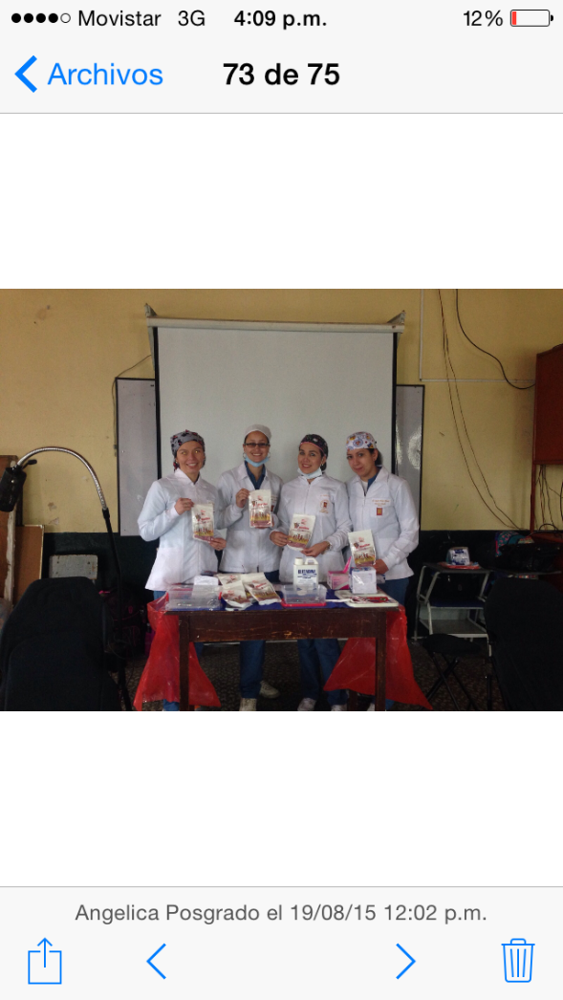 Movistar 3G 4:09 p.m. 12%
Archivos 73 de 75
Angelica Posgrado el 19/08/15 12:02 p.m.